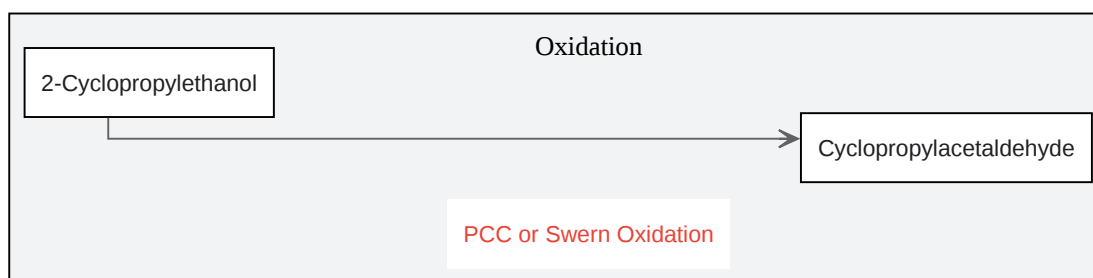 Oxidation
2-Cyclopropylethanol
Cyclopropylacetaldehyde
PCC or Swern Oxidation